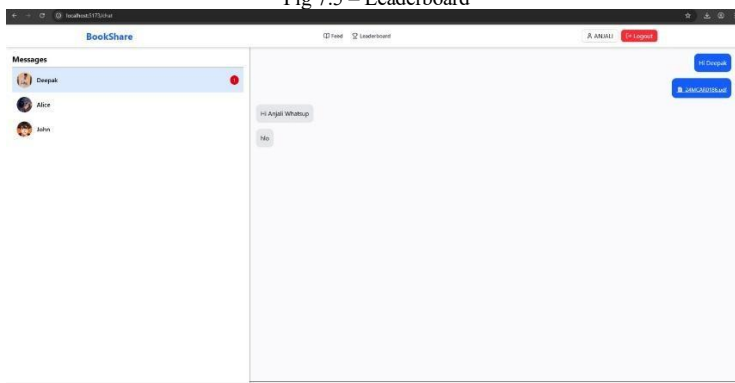 Fig 7.5 – Leaderboard
localhost:5173/chat
BookShare
Feed
Leaderboard
ANJALI
Logout
Messages
Deepak
Alice
John
Hi Deepak
Hi Anjali Whatsup
hlo